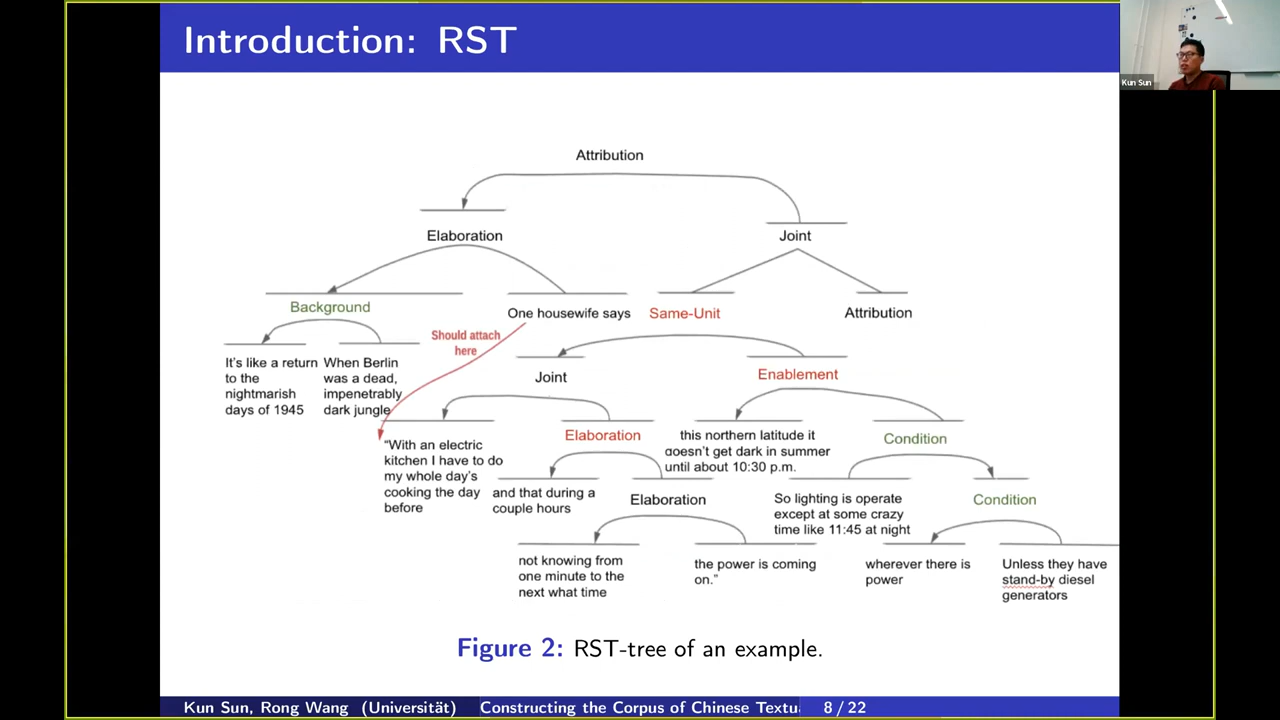 Introduction: RST
Kun Sun
Attribution
Elaboration
Joint
Background
One housewife says
Same-Unit
Attribution
Should attach
here
It's like a return
to the
nightmarish
days of 1945
When Berlin
was a dead,
impenetrably
dark jungle
Joint
Enablement
"With an electric
kitchen I have to do
my whole day's
cooking the day
before
Elaboration
this northern latitude it
doesn't get dark in summer
until about 10:30 p.m.
Condition
and that during a
couple hours
Elaboration
So lighting is operate
except at some crazy
time like 11:45 at night
Condition
not knowing from
one minute to the
next what time
the power is coming
on."
wherever there is
power
Unless they have
stand-by diesel
generators
Figure 2: RST-tree of an example.
Kun Sun, Rong Wang (Universität)
Constructing the Corpus of Chinese Textu
8 / 22